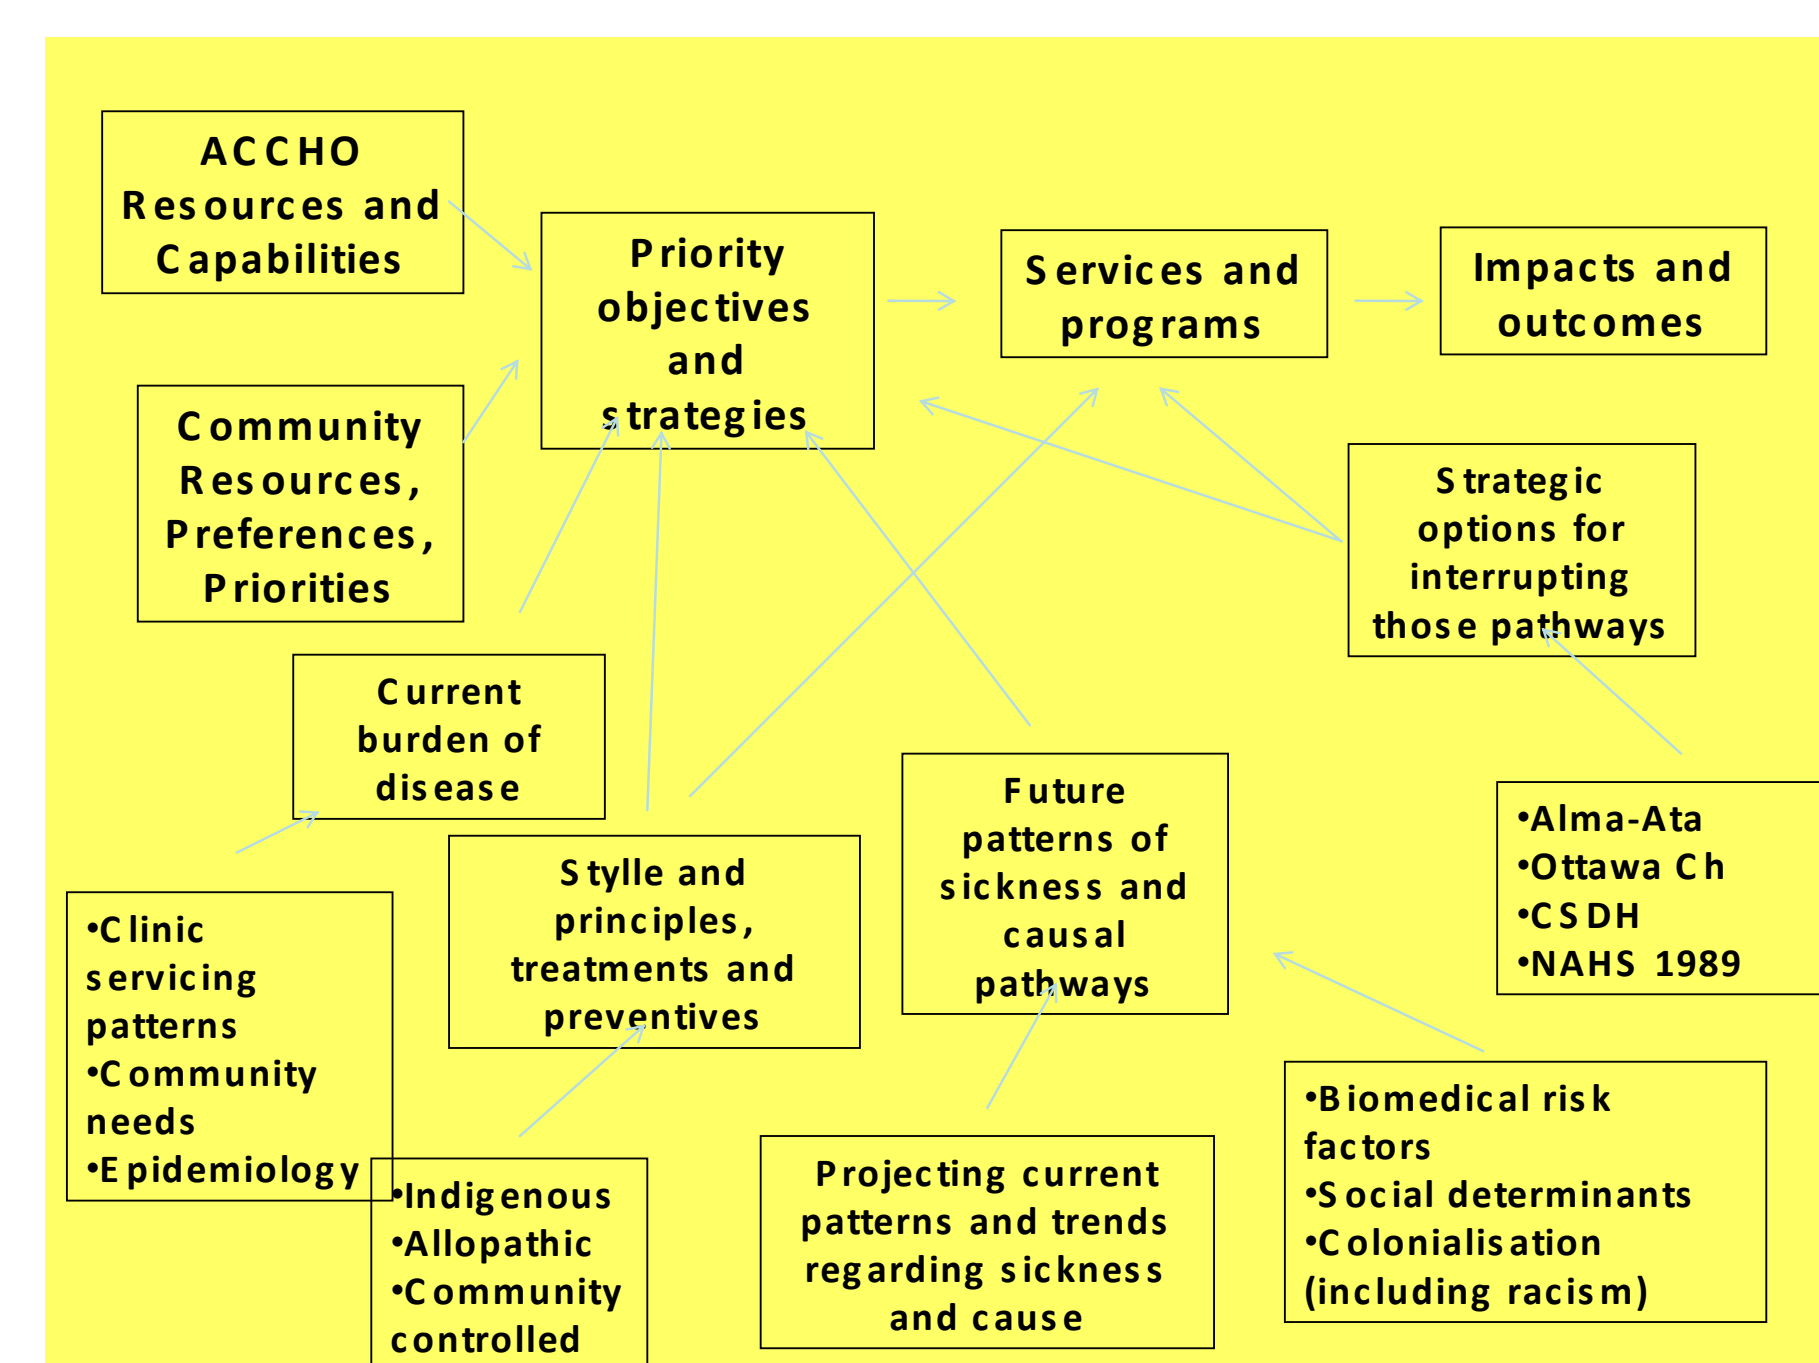 ACCHO
Resources and
Capabilities
Priority
objectives
and
strategies
Services and
programs
Impacts and
outcomes
Community
Resources,
Preferences,
Priorities
Strategic
options for
interrupting
those pathways
Current
burden of
disease
Stylle and
principles,
treatments and
preventives
Future
patterns of
sickness and
causal
pathways
•Alma-Ata
•Ottawa Ch
•CSDH
•NAHS 1989
•Clinic
servicing
patterns
•Community
needs
•Epidemiology
•Indigenous
•Allopathic
•Community
controlled
Projecting current
patterns and trends
regarding sickness
and cause
•Biomedical risk
factors
•Social determinants
•Colonialisation
(including racism)